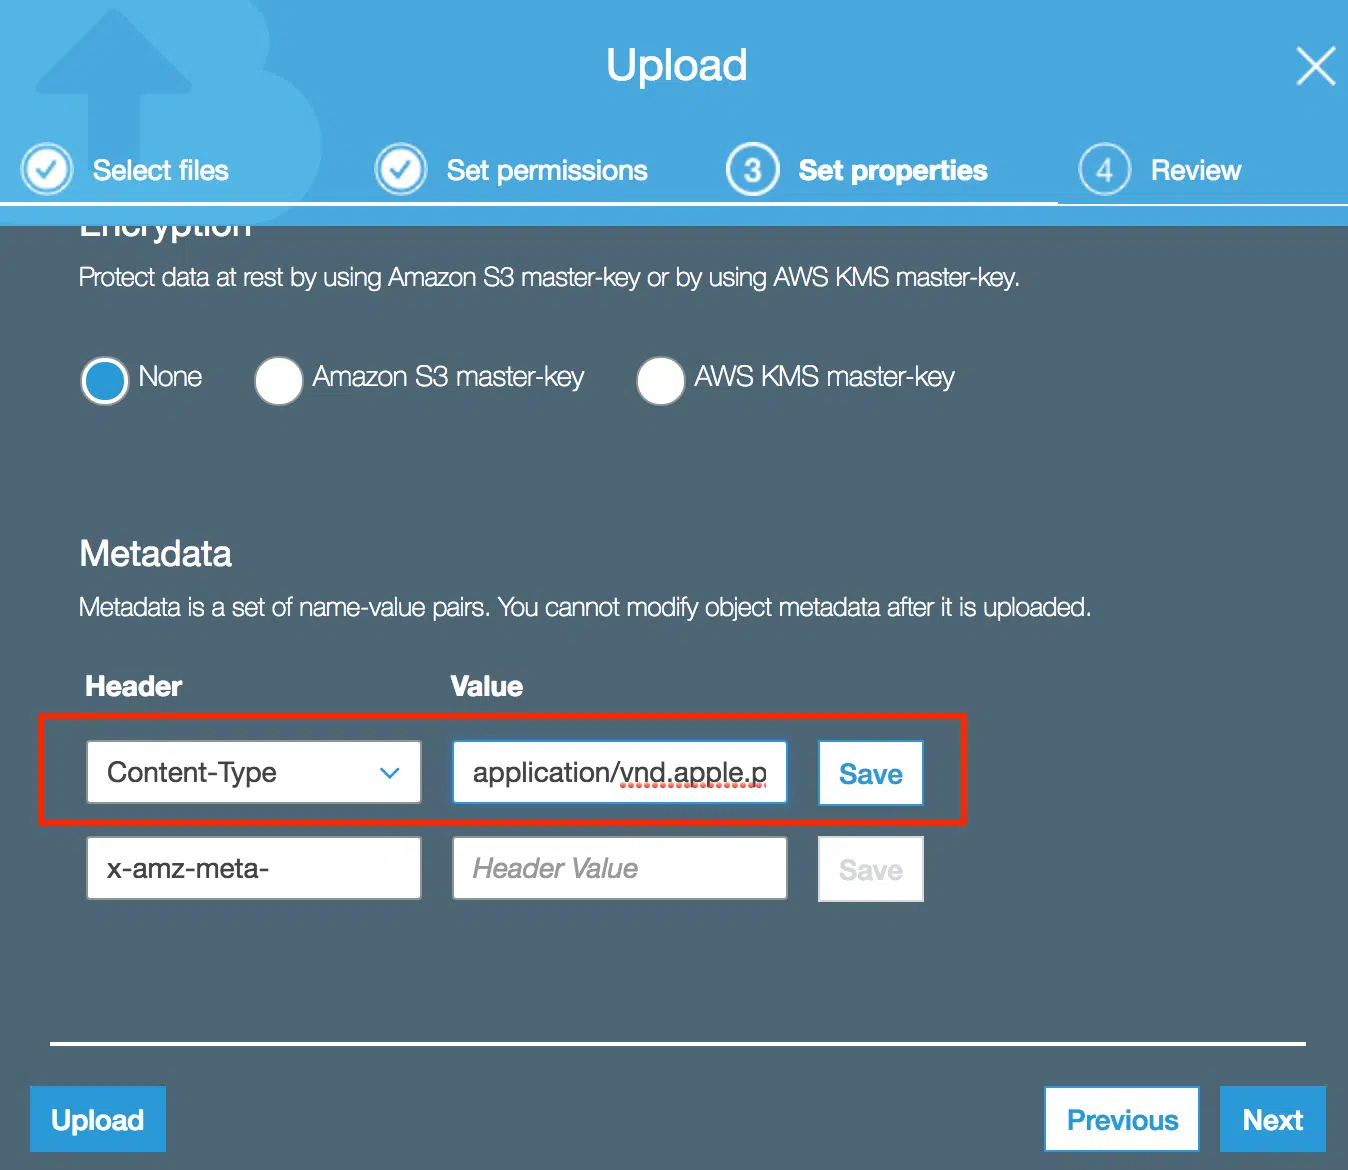 Upload
Select files
Set permissions
3 Set properties
4 Review
Encryption
Protect data at rest by using Amazon S3 master-key or by using AWS KMS master-key.
None
Amazon S3 master-key
AWS KMS master-key
Metadata
Metadata is a set of name-value pairs. You cannot modify object metadata after it is uploaded.
Header Value
Content-Type application/vnd.apple.p Save
x-amz-meta- Header Value Save
Upload Previous Next